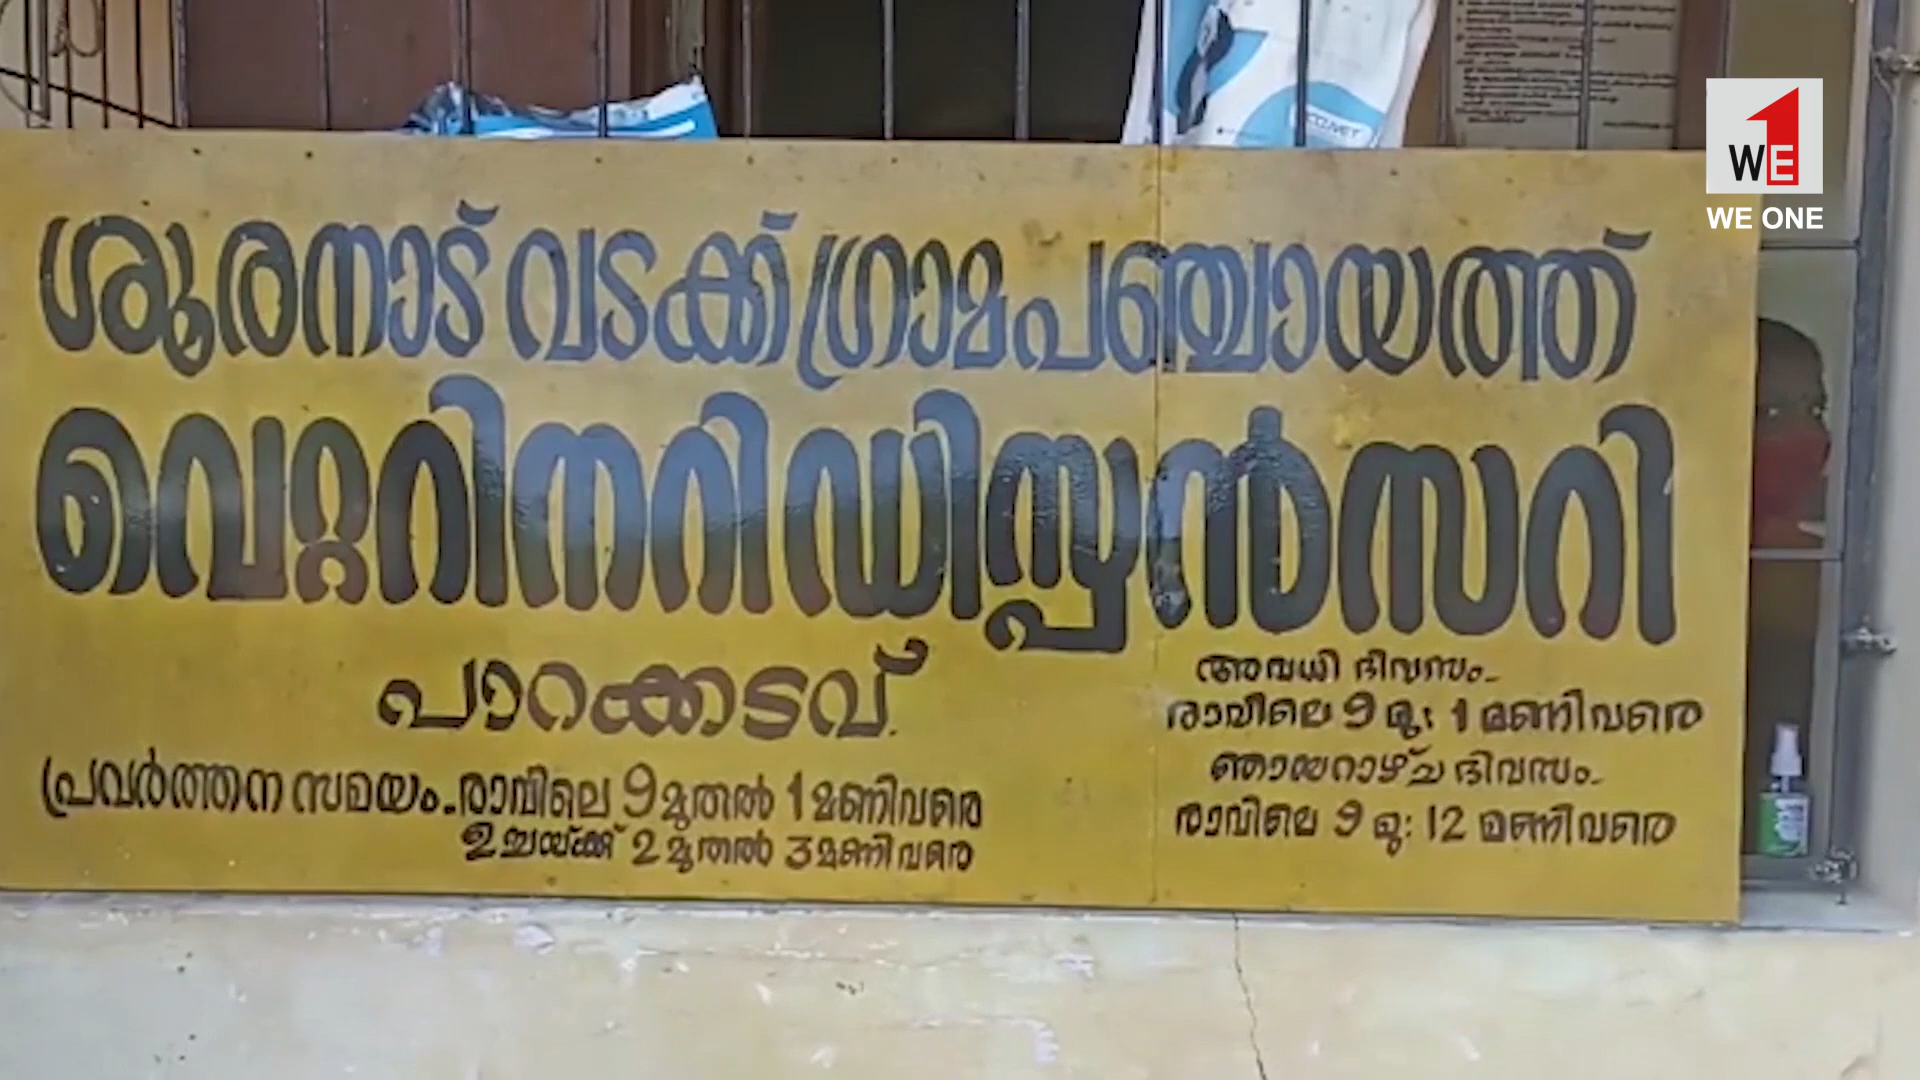 WE
WE ONE
ശൂരനാട് വടക്ക് ഗ്രാമപഞ്ചായത്ത്
വെറ്ററിനറി ഡിസ്പൻസറി
പാറക്കടവ്.
പ്രവർത്തന സമയം. രാവിലെ 9 മുതൽ 1 മണിവരെ
ഉച്ചയ്ക്ക് 2 മുതൽ 3 മണിവരെ
അവധി ദിവസം_
രാവിലെ 9 മു: 1 മണിവരെ
ഞായറാഴ്ച ദിവസം_
രാവിലെ 9 മു: 12 മണിവരെ